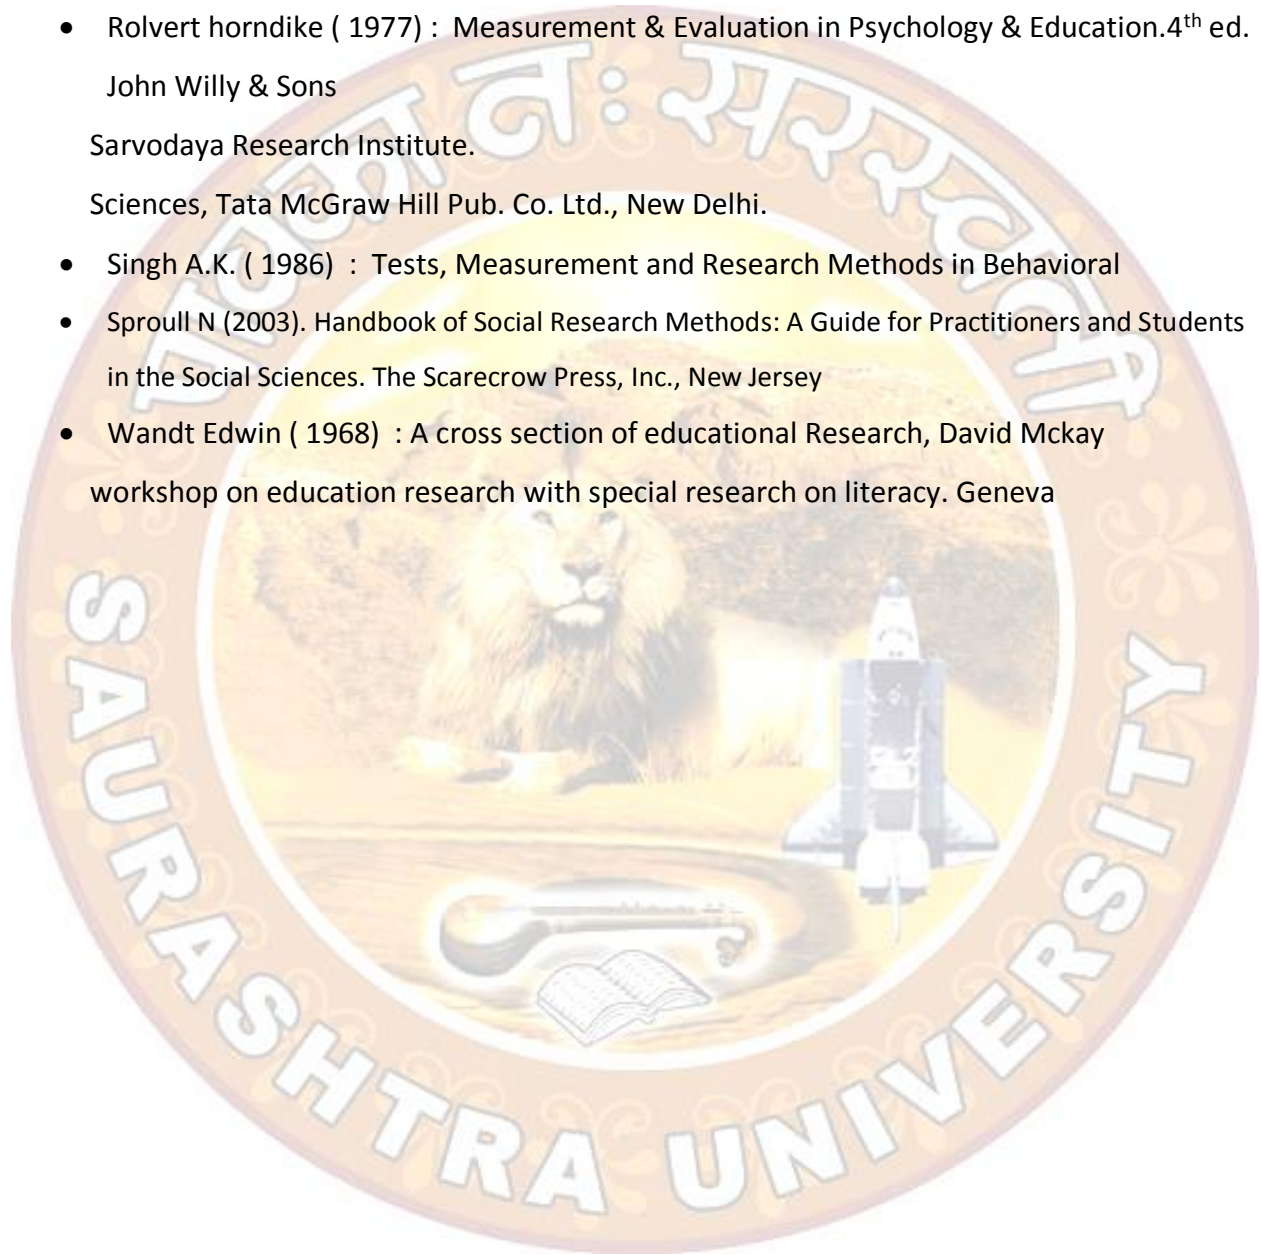 • Rolvert horndike ( 1977) : Measurement & Evaluation in Psychology & Education.4th ed.
John Willy & Sons
Sarvodaya Research Institute.
Sciences, Tata McGraw Hill Pub. Co. Ltd., New Delhi.
• Singh A.K. ( 1986) : Tests, Measurement and Research Methods in Behavioral
• Sproull N (2003). Handbook of Social Research Methods: A Guide for Practitioners and Students
in the Social Sciences. The Scarecrow Press, Inc., New Jersey
• Wandt Edwin ( 1968) : A cross section of educational Research, David Mckay
workshop on education research with special research on literacy. Geneva
पावका नः सरस्वती
SAURASHTRA UNIVERSITY